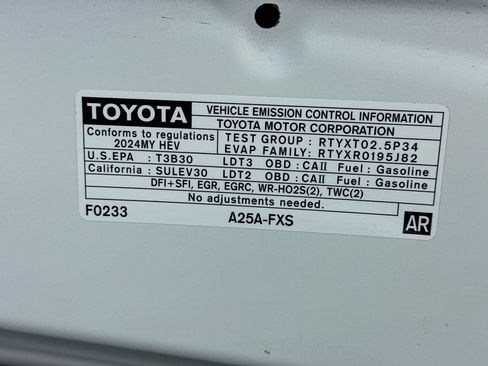 TOYOTA VEHICLE EMISSION CONTROL INFORMATION
TOYOTA MOTOR CORPORATION
Conforms to regulations
2024MY HEV
TEST GROUP : RTYXT02.5P34
EVAP FAMILY: RTYXR0195J82
U.S.EPA : T3B30 LDT3 OBD : CAII Fuel : Gasoline
California : SULEV30 LDT2 OBD : CAII Fuel : Gasoline
DFI+SFI, EGR, EGRC, WR-HO2S(2), TWC(2)
No adjustments needed.
F0233 A25A-FXS AR